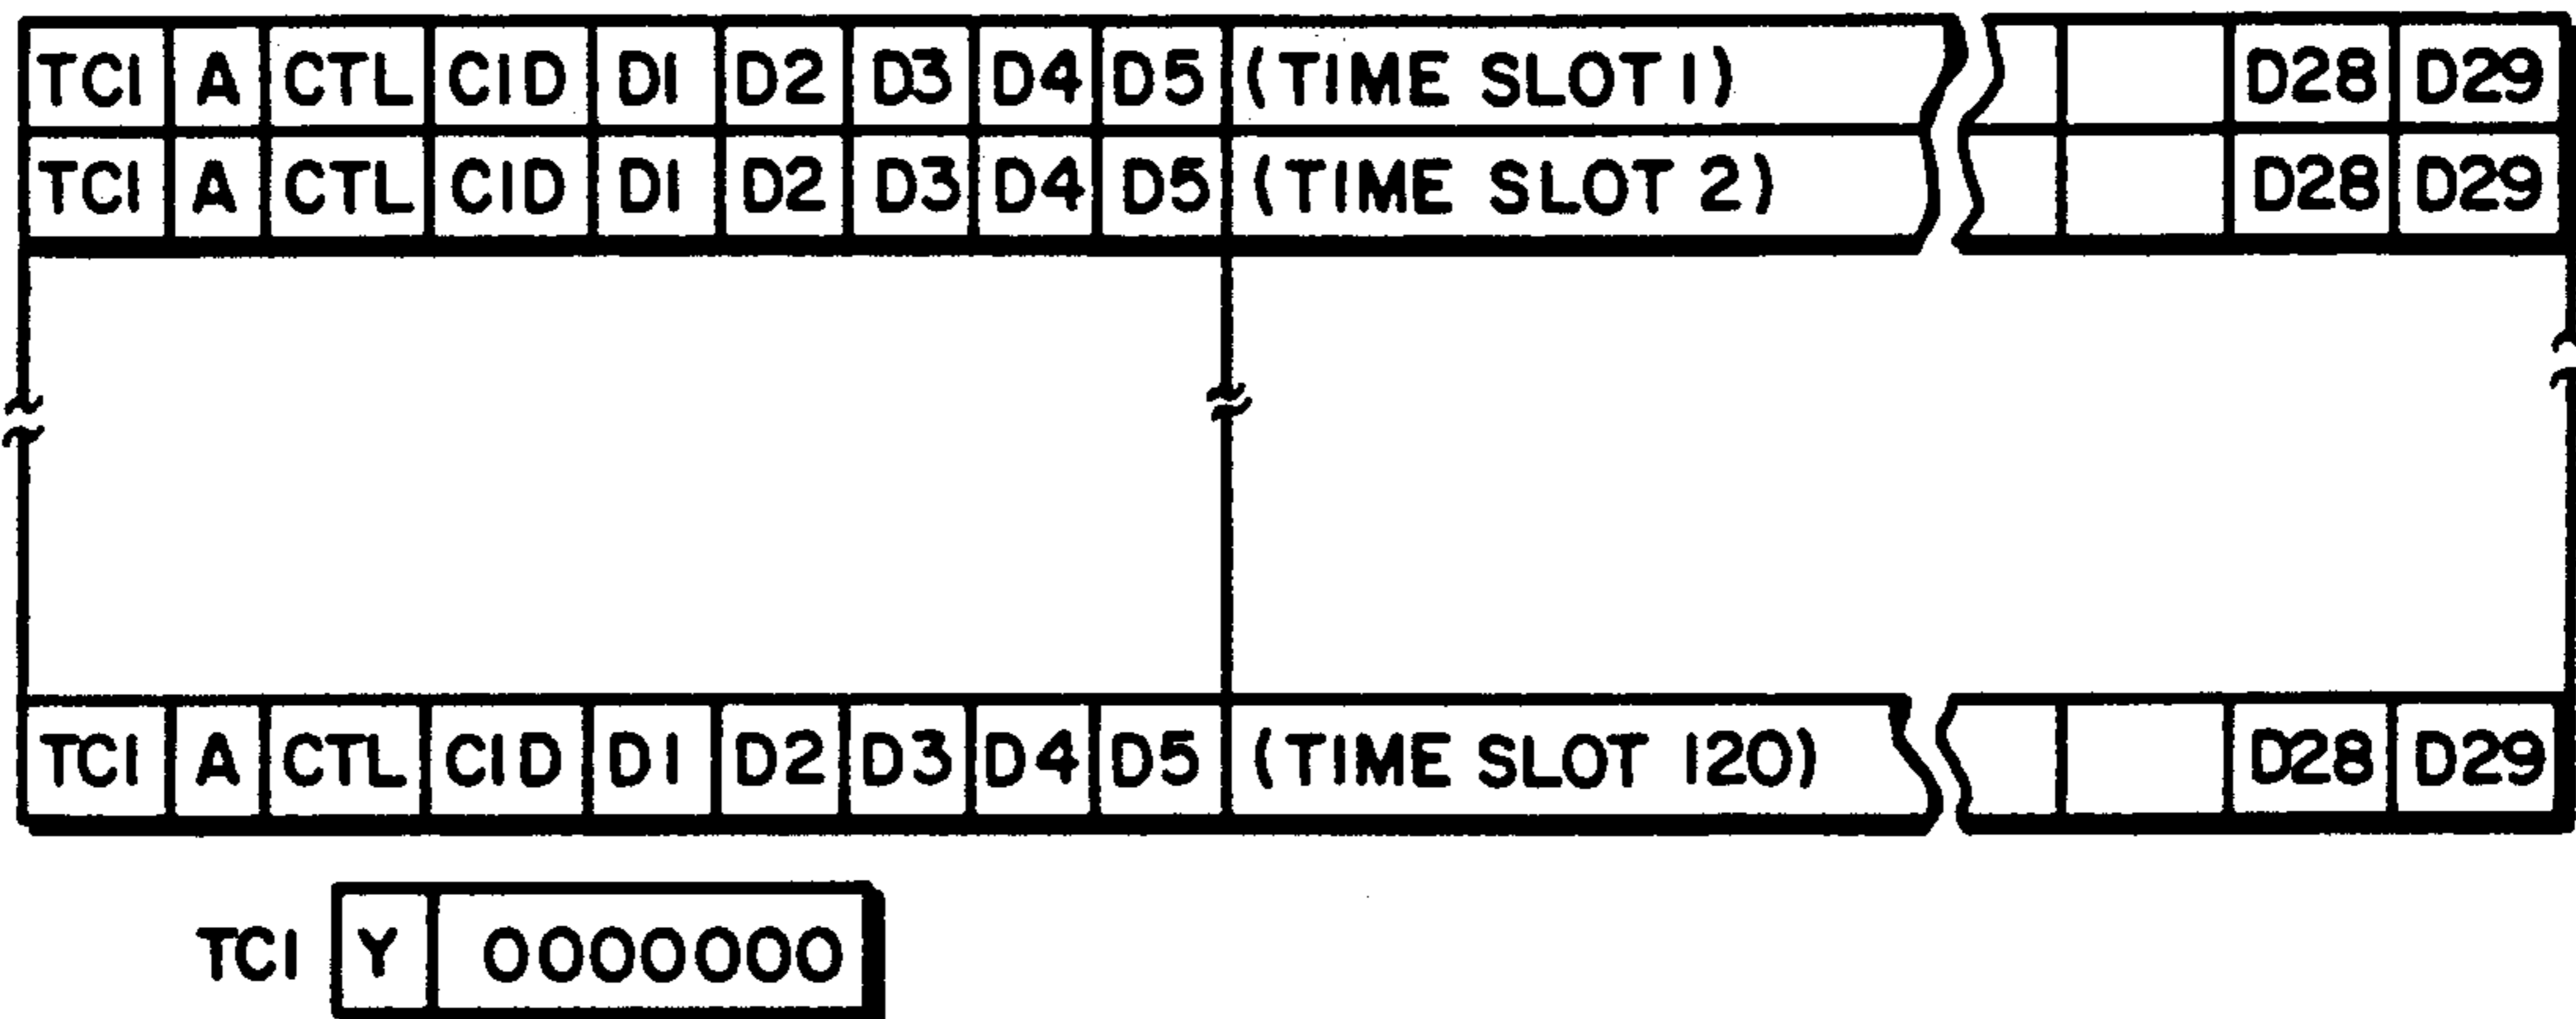 TCI A CTL CID D1 D2 D3 D4 D5 (TIME SLOT 1) D28 D29
TCI A CTL CID D1 D2 D3 D4 D5 (TIME SLOT 2) D28 D29
TCI A CTL CID D1 D2 D3 D4 D5 (TIME SLOT 120) D28 D29
TCI Y 0000000